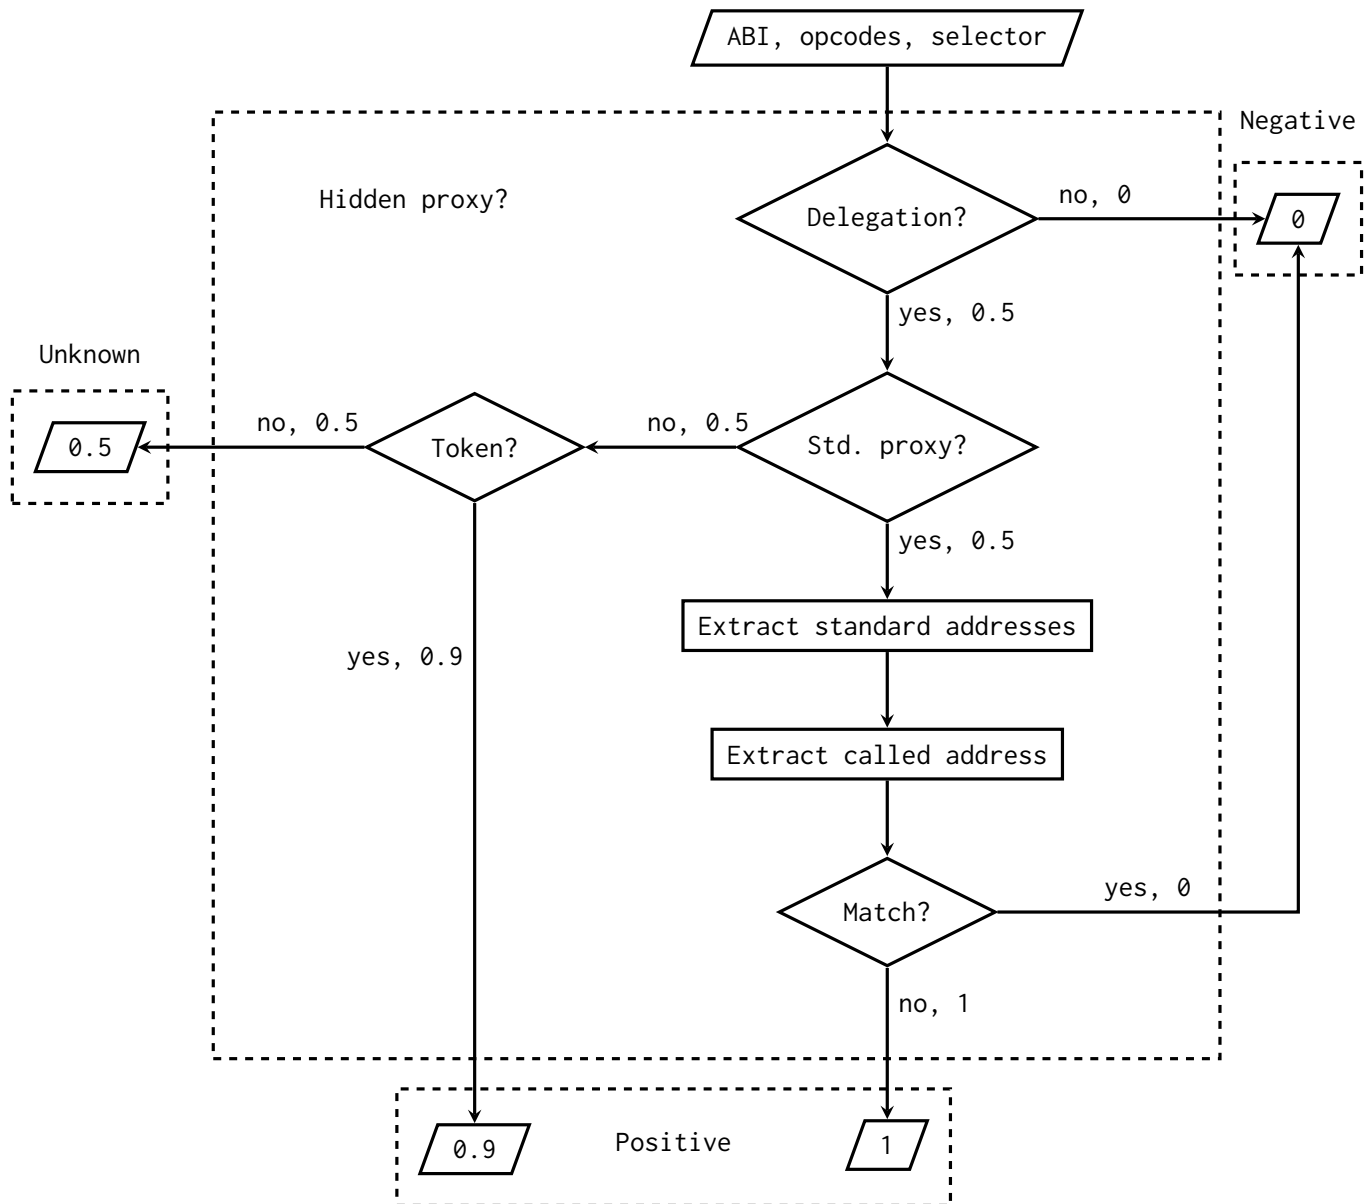 ABI, opcodes, selector
Negative
Hidden proxy?
Delegation?
no, 0
0
yes, 0.5
Unknown
0.5
no, 0.5
Token?
no, 0.5
Std. proxy?
yes, 0.5
Extract standard addresses
yes, 0.9
Extract called address
Match?
yes, 0
no, 1
0.9
Positive
1